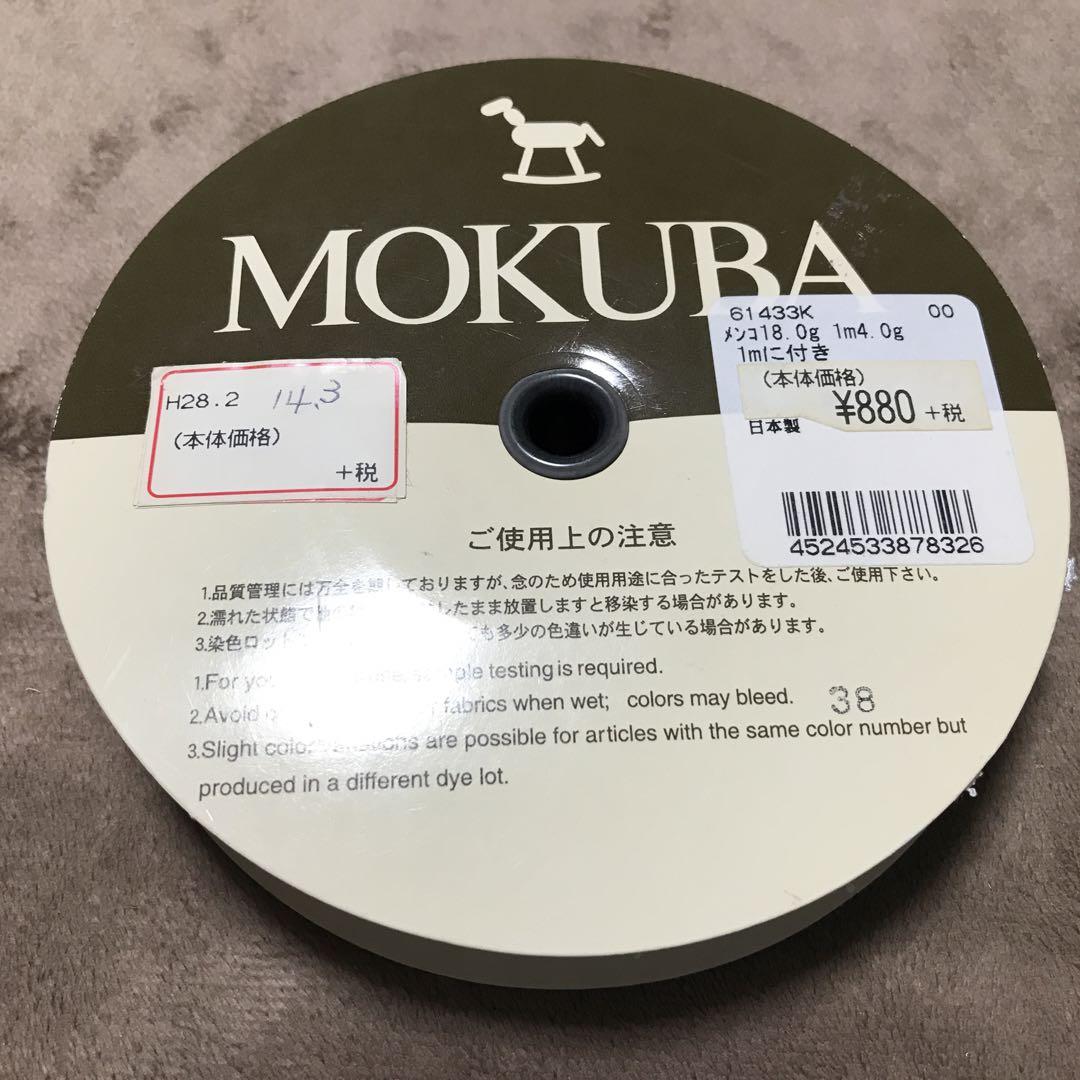 MOKUBA
61433K 00
ﾒﾝｺ18.0g 1m4.0g
1mに付き
(本体価格)
¥880 +税
日本製
4524533878326
H28.2 14.3
(本体価格)
+税
ご使用上の注意
1.品質管理には万全を期しておりますが、念のため使用用途に合ったテストをした後、ご使用下さい。
2.濡れた状態で したまま放置しますと移染する場合があります。
3.染色ロッ も多少の色違いが生じている場合があります。
1.For sample testing is required.
2.Avoid fabrics when wet; colors may bleed. 38
3.Slight color variations are possible for articles with the same color number but
produced in a different dye lot.